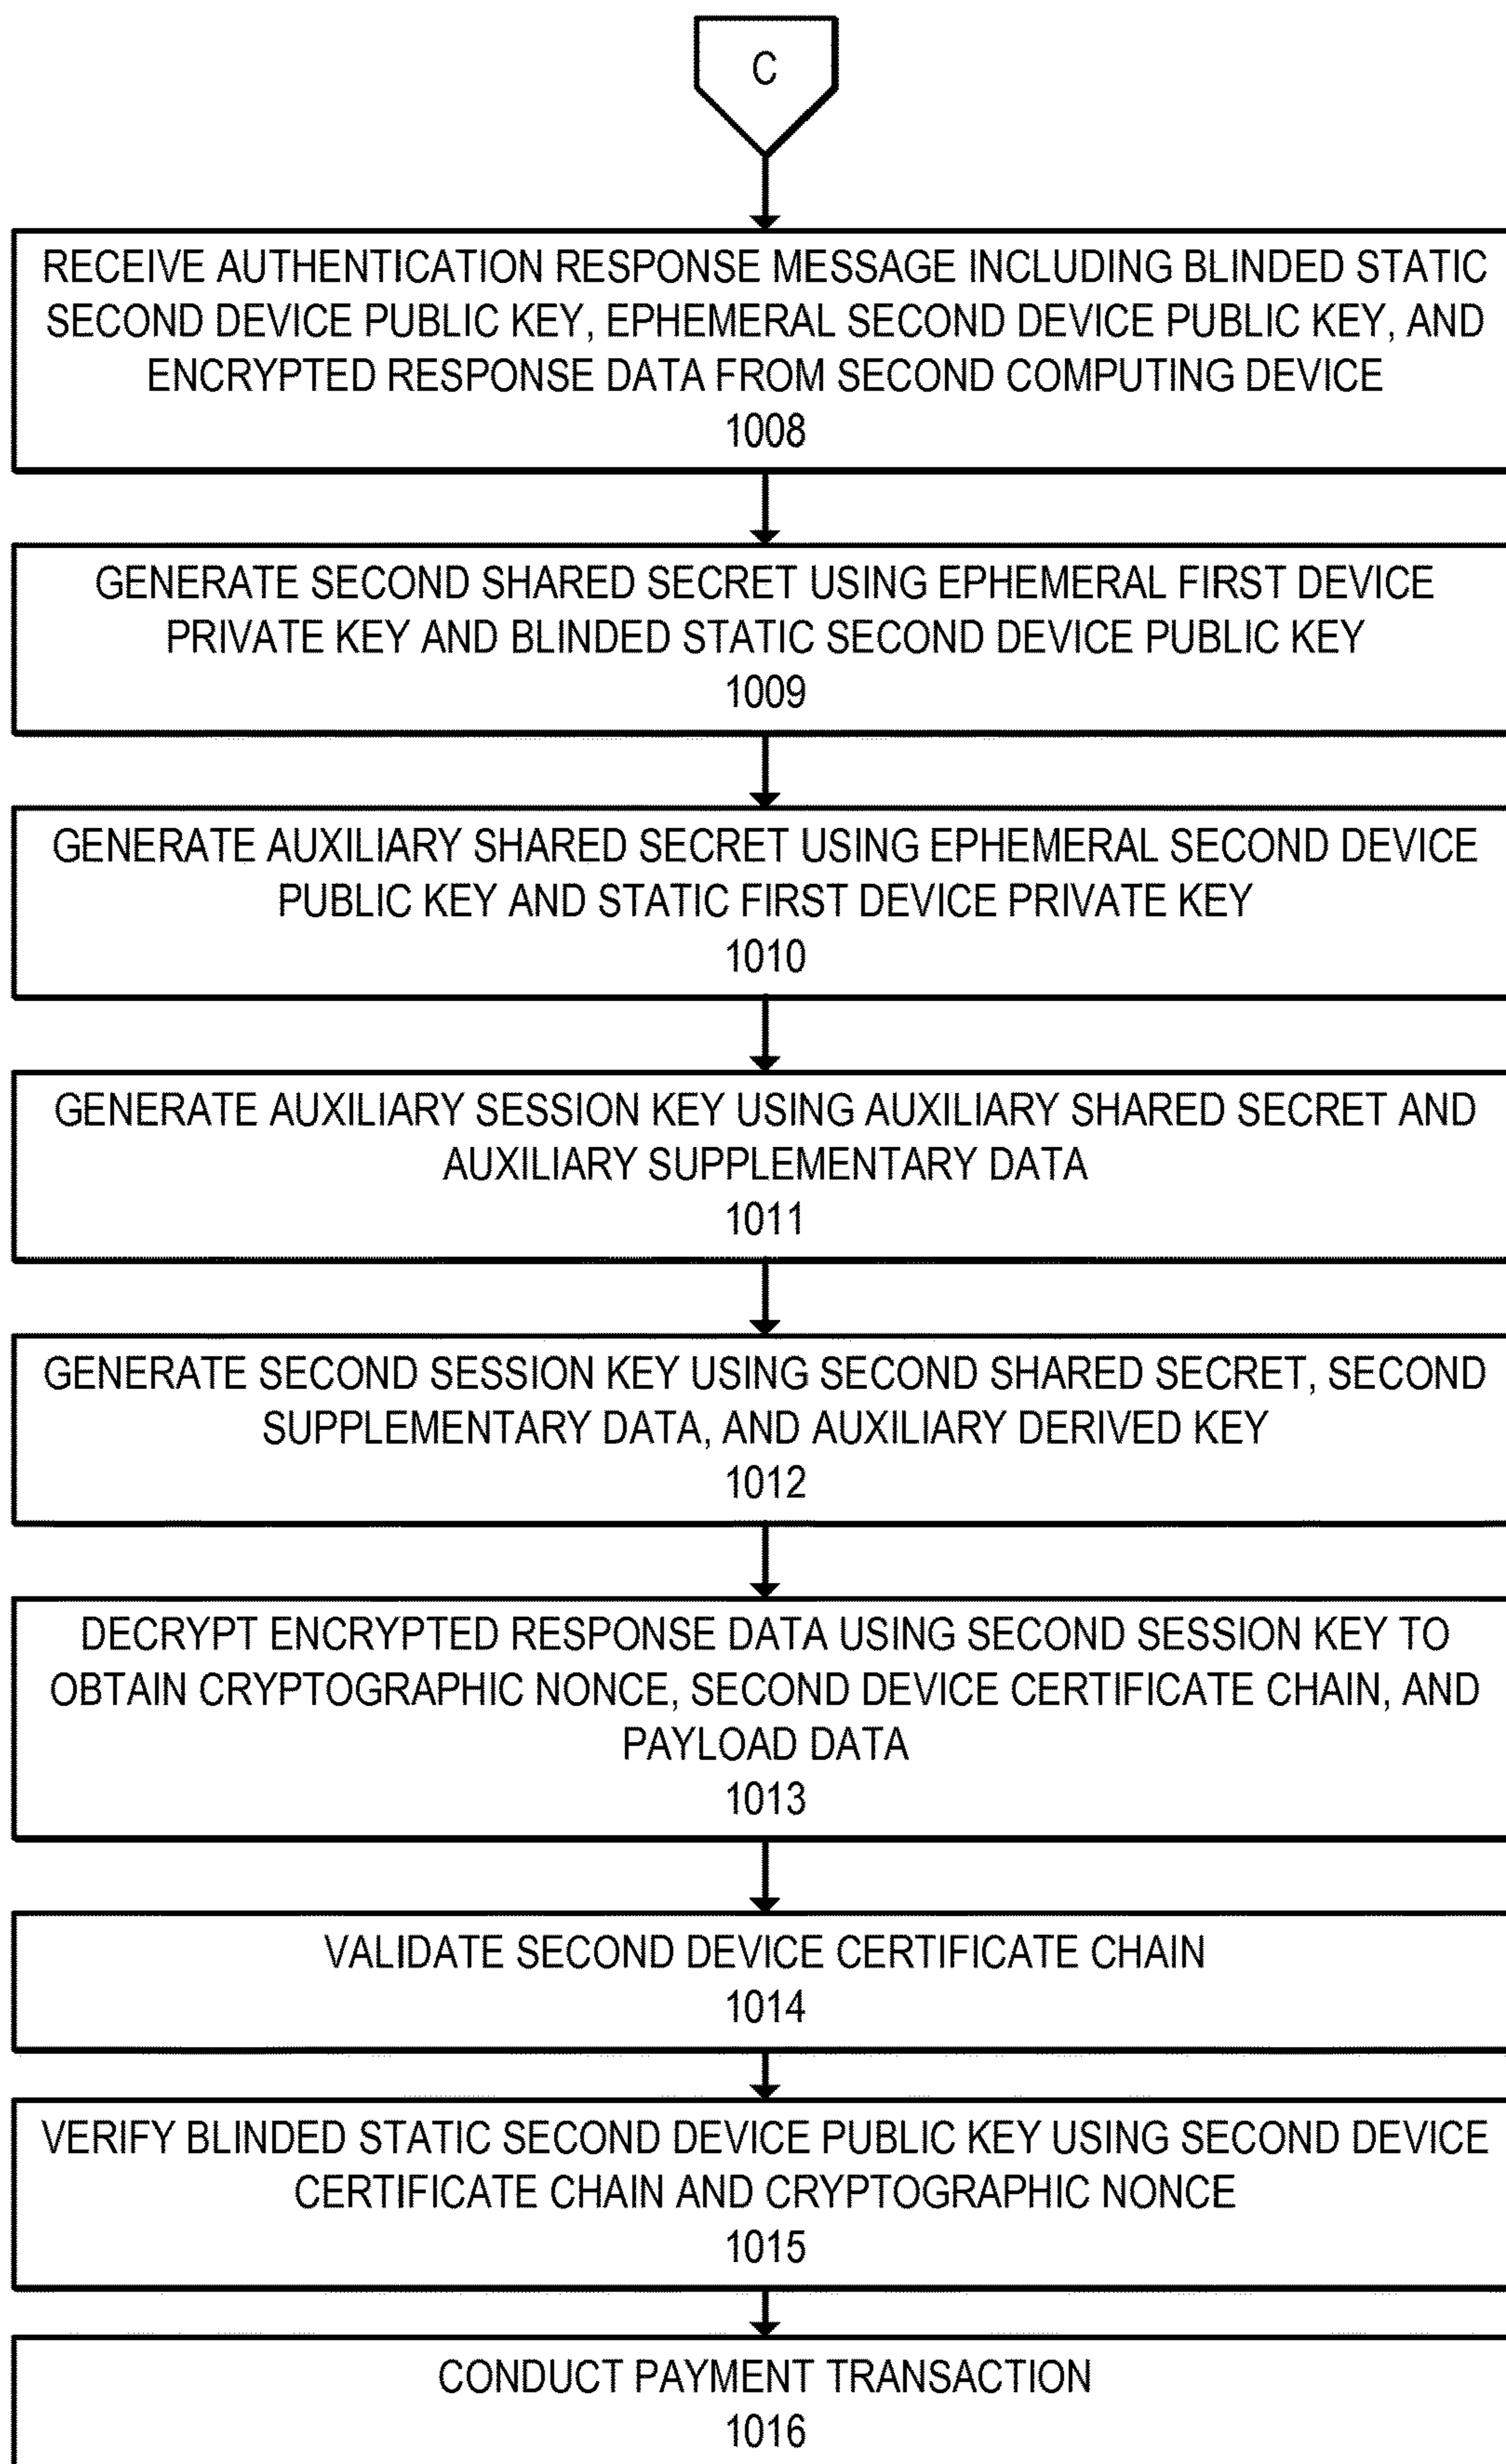 C
RECEIVE AUTHENTICATION RESPONSE MESSAGE INCLUDING BLINDED STATIC
SECOND DEVICE PUBLIC KEY, EPHEMERAL SECOND DEVICE PUBLIC KEY, AND
ENCRYPTED RESPONSE DATA FROM SECOND COMPUTING DEVICE
1008
GENERATE SECOND SHARED SECRET USING EPHEMERAL FIRST DEVICE
PRIVATE KEY AND BLINDED STATIC SECOND DEVICE PUBLIC KEY
1009
GENERATE AUXILIARY SHARED SECRET USING EPHEMERAL SECOND DEVICE
PUBLIC KEY AND STATIC FIRST DEVICE PRIVATE KEY
1010
GENERATE AUXILIARY SESSION KEY USING AUXILIARY SHARED SECRET AND
AUXILIARY SUPPLEMENTARY DATA
1011
GENERATE SECOND SESSION KEY USING SECOND SHARED SECRET, SECOND
SUPPLEMENTARY DATA, AND AUXILIARY DERIVED KEY
1012
DECRYPT ENCRYPTED RESPONSE DATA USING SECOND SESSION KEY TO
OBTAIN CRYPTOGRAPHIC NONCE, SECOND DEVICE CERTIFICATE CHAIN, AND
PAYLOAD DATA
1013
VALIDATE SECOND DEVICE CERTIFICATE CHAIN
1014
VERIFY BLINDED STATIC SECOND DEVICE PUBLIC KEY USING SECOND DEVICE
CERTIFICATE CHAIN AND CRYPTOGRAPHIC NONCE
1015
CONDUCT PAYMENT TRANSACTION
1016